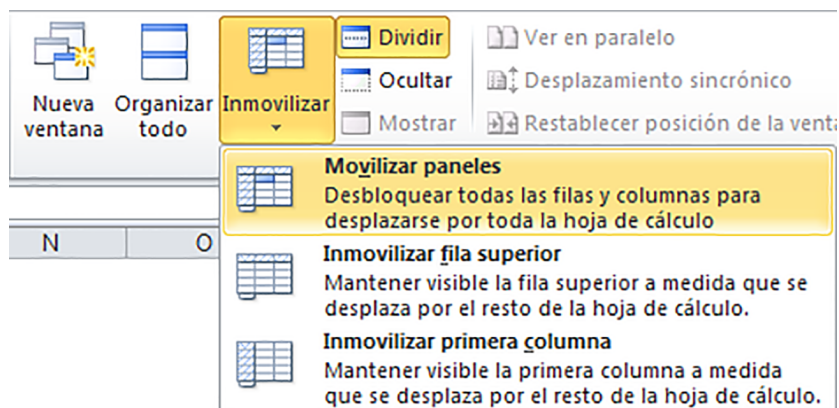 Nueva ventana
Organizar todo
Inmovilizar
Dividir
Ocultar
Mostrar
Ver en paralelo
Desplazamiento sincrónico
Restablecer posición de la
Movilizar paneles
Desbloquear todas las filas y columnas para
desplazarse por toda la hoja de cálculo
Inmovilizar fila superior
Mantener visible la fila superior a medida que se
desplaza por el resto de la hoja de cálculo.
Inmovilizar primera columna
Mantener visible la primera columna a medida
que se desplaza por el resto de la hoja de cálculo.
N
O